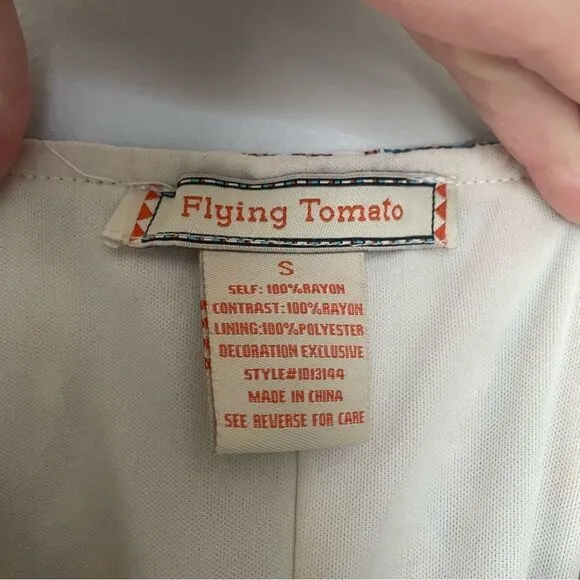 Flying Tomato
S
SELF: 100%RAYON
CONTRAST:100%RAYON
LINING:100%POLYESTER
DECORATION EXCLUSIVE
STYLE#ID13144
MADE IN CHINA
SEE REVERSE FOR CARE